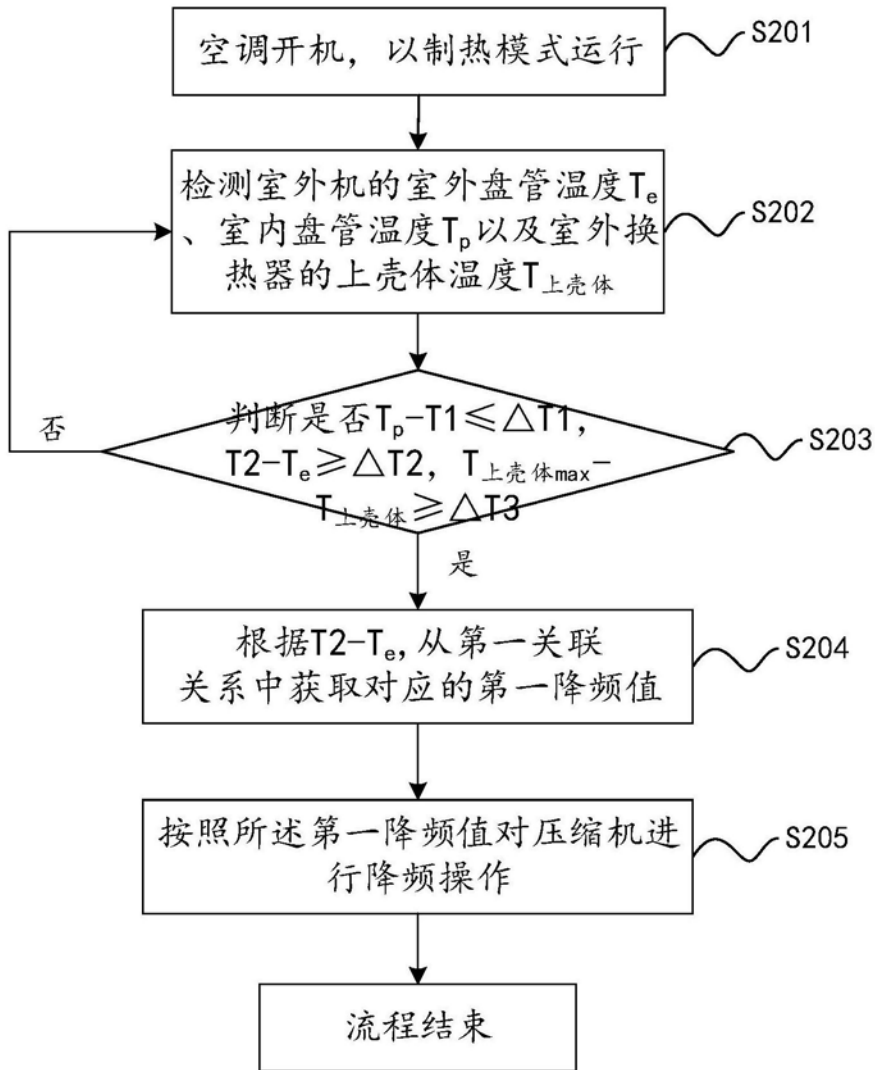 空调开机，以制热模式运行
S201
检测室外机的室外盘管温度Te
、室内盘管温度Tp以及室外换
热器的上壳体温度T上壳体
S202
判断是否Tp-T1≤△T1，
T2-Te≥△T2，T上壳体max-
T上壳体≥△T3
S203
否
是
根据T2-Te,从第一关联
关系中获取对应的第一降频值
S204
按照所述第一降频值对压缩机进
行降频操作
S205
流程结束